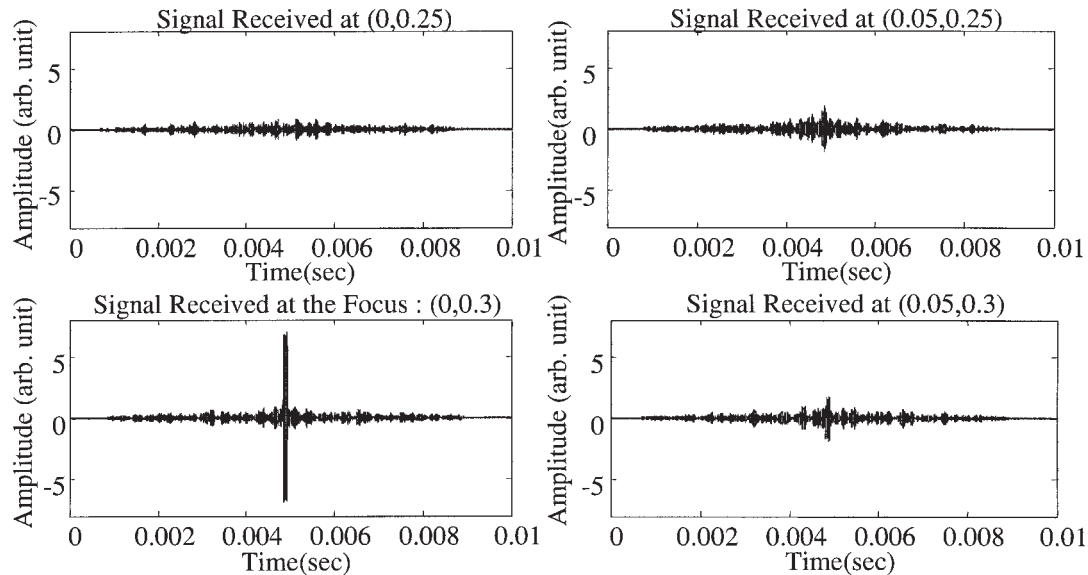 Signal Received at (0,0.25)
Amplitude (arb. unit)
5
0
-5
0 0.002 0.004 0.006 0.008 0.01
Time(sec)
Signal Received at (0.05,0.25)
Amplitude(arb. unit)
5
0
-5
0 0.002 0.004 0.006 0.008 0.01
Time(sec)
Signal Received at the Focus : (0,0.3)
Amplitude (arb. unit)
5
0
-5
0 0.002 0.004 0.006 0.008 0.01
Time(sec)
Signal Received at (0.05,0.3)
Amplitude (arb. unit)
5
0
-5
0 0.002 0.004 0.006 0.008 0.01
Time(sec)